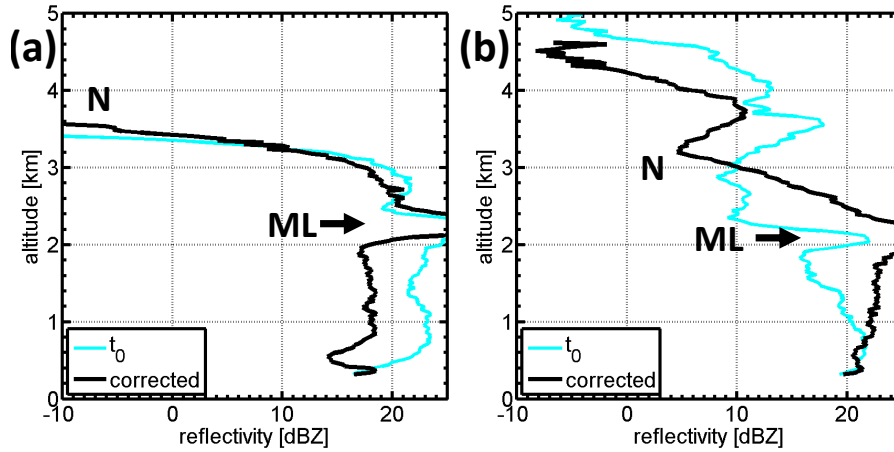 (a)
5
4
3
2
1
0
altitude [km]
N
ML
t0
corrected
-10
0
10
20
reflectivity [dBZ]
(b)
5
4
3
2
1
0
altitude [km]
N
ML
t0
corrected
-10
0
10
20
reflectivity [dBZ]